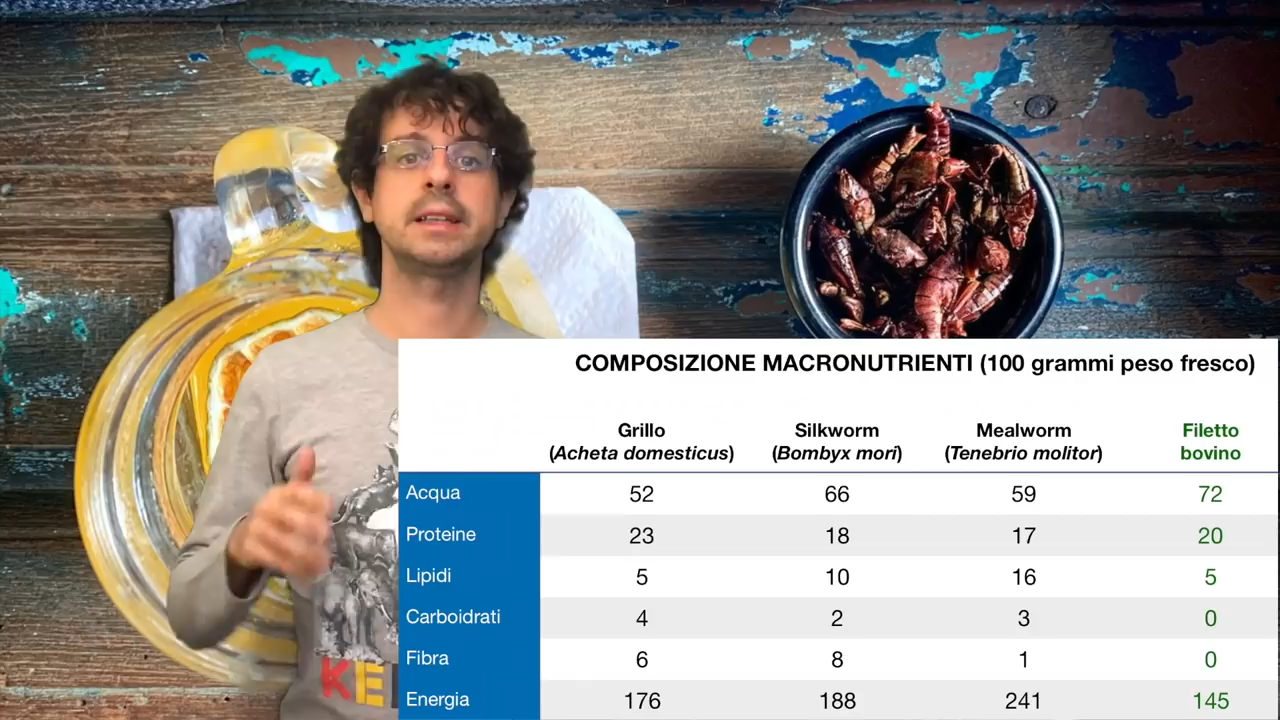 COMPOSIZIONE MACRONUTRIENTI (100 grammi peso fresco)
Grillo Silkworm Mealworm Filetto
(Acheta domesticus) (Bombyx mori) (Tenebrio molitor) bovino
Acqua 52 66 59 72
Proteine 23 18 17 20
Lipidi 5 10 16 5
Carboidrati 4 2 3 0
Fibra 6 8 1 0
Energia 176 188 241 145